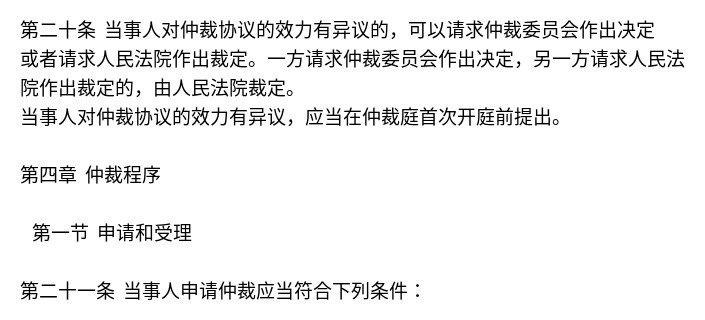 第二十条 当事人对仲裁协议的效力有异议的，可以请求仲裁委员会作出决定
或者请求人民法院作出裁定。一方请求仲裁委员会作出决定，另一方请求人民法
院作出裁定的，由人民法院裁定。
当事人对仲裁协议的效力有异议，应当在仲裁庭首次开庭前提出。
第四章 仲裁程序
第一节 申请和受理
第二十一条 当事人申请仲裁应当符合下列条件：